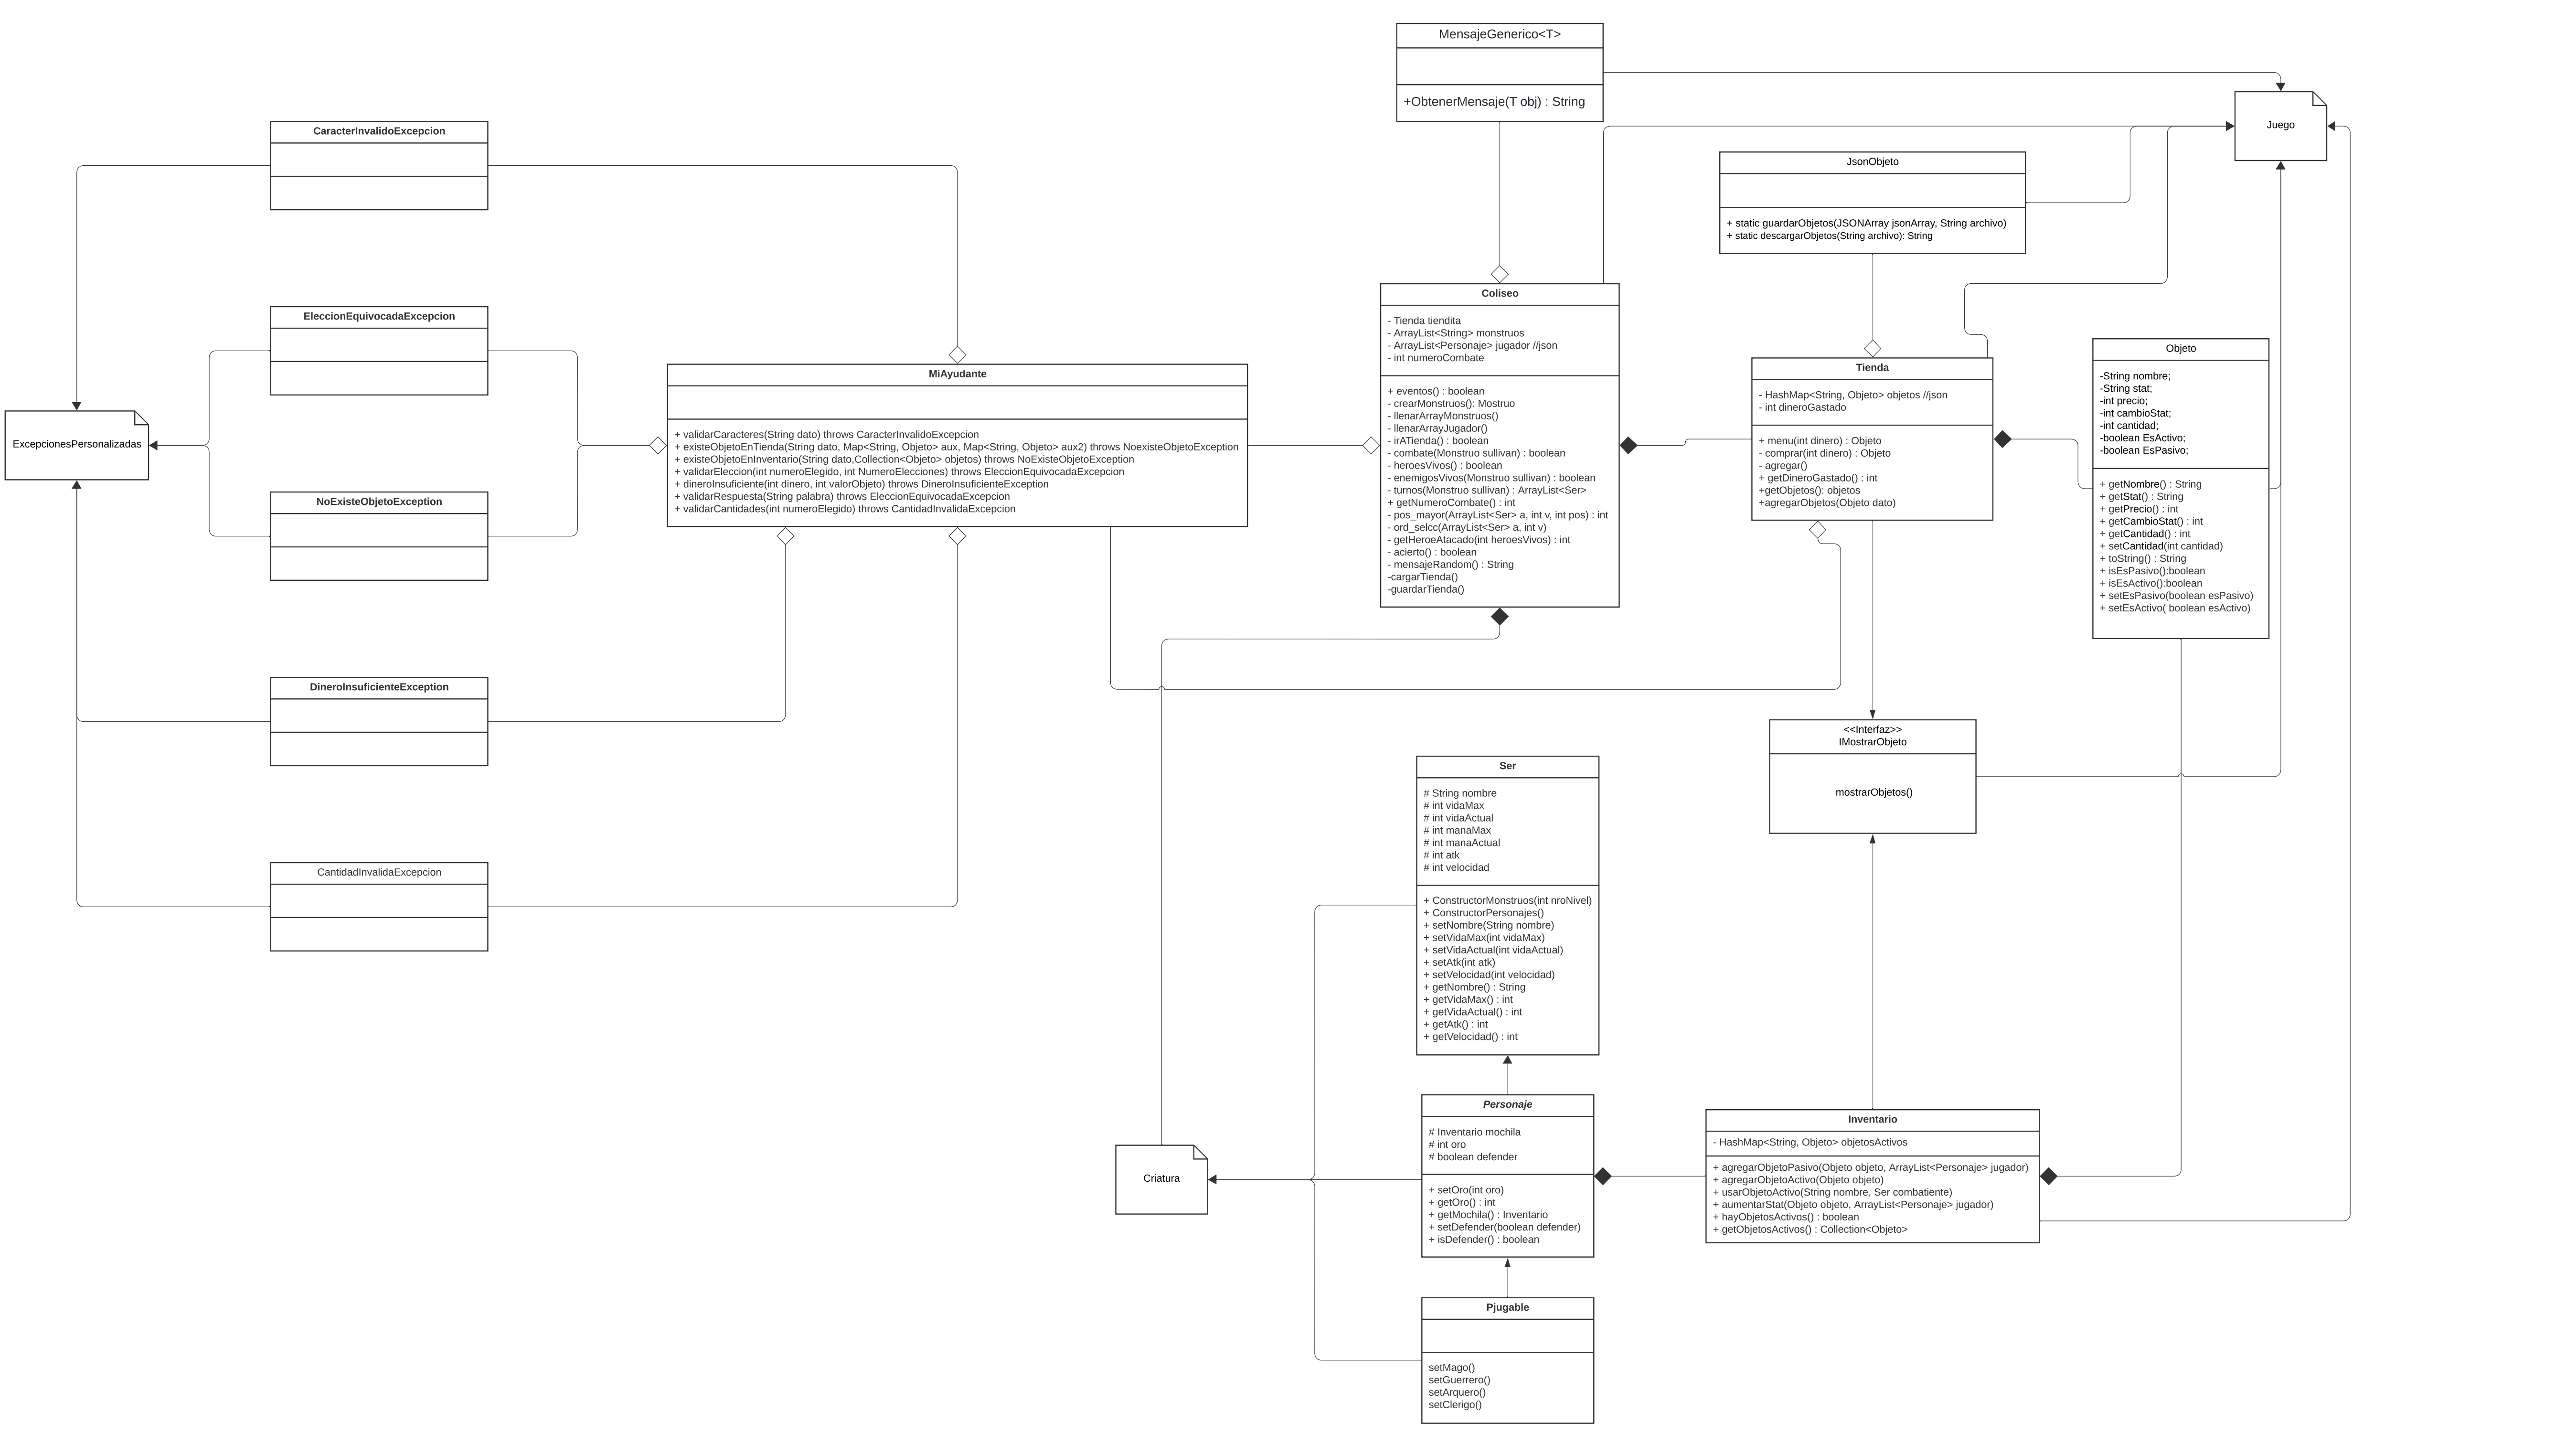 MensajeGenerico<T>
+ObtenerMensaje(T obj) : String
Juego
CaracterInvalidoExcepcion
JsonObjeto
+ static guardarObjetos(JSONArray jsonArray, String archivo)
+ static descargarObjetos(String archivo): String
EleccionEquivocadaExcepcion
NoExisteObjetoException
DineroInsuficienteException
CantidadInvalidaExcepcion
ExcepcionesPersonalizadas
MiAyudante
+ validarCaracteres(String dato) throws CaracterInvalidoExcepcion
+ existeObjetoEnTienda(String dato, Map<String, Objeto> aux, Map<String, Objeto> aux2) throws NoexisteObjetoException
+ existeObjetoEnInventario(String dato,Collection<Objeto> objetos) throws NoExisteObjetoException
+ validarEleccion(int numeroElegido, int NumeroElecciones) throws EleccionEquivocadaExcepcion
+ dineroInsuficiente(int dinero, int valorObjeto) throws DineroInsuficienteException
+ validarRespuesta(String palabra) throws EleccionEquivocadaExcepcion
+ validarCantidades(int numeroElegido) throws CantidadInvalidaExcepcion
Coliseo
- Tienda tiendita
- ArrayList<String> monstruos
- ArrayList<Personaje> jugador //json
- int numeroCombate
+ eventos() : boolean
- crearMonstruos(): Mostruo
- llenarArrayMonstruos()
- llenarArrayJugador()
- irATienda() : boolean
- combate(Monstruo sullivan) : boolean
- heroesVivos() : boolean
- enemigosVivos(Monstruo sullivan) : boolean
- turnos(Monstruo sullivan) : ArrayList<Ser>
+ getNumeroCombate() : int
- pos_mayor(ArrayList<Ser> a, int v, int pos) : int
- ord_selcc(ArrayList<Ser> a, int v)
- getHeroeAtacado(int heroesVivos) : int
- acierto() : boolean
- mensajeRandom() : String
-cargarTienda()
-guardarTienda()
Tienda
- HashMap<String, Objeto> objetos //json
- int dineroGastado
+ menu(int dinero) : Objeto
- comprar(int dinero) : Objeto
- agregar()
+ getDineroGastado() : int
+getObjetos(): objetos
+agregarObjetos(Objeto dato)
Objeto
-String nombre;
-String stat;
-int precio;
-int cambioStat;
-int cantidad;
-boolean EsActivo;
-boolean EsPasivo;
+ getNombre() : String
+ getStat() : String
+ getPrecio() : int
+ getCambioStat() : int
+ getCantidad() : int
+ setCantidad(int cantidad)
+ toString() : String
+ isEsPasivo():boolean
+ isEsActivo():boolean
+ setEsPasivo(boolean esPasivo)
+ setEsActivo( boolean esActivo)
<<Interfaz>>
IMostrarObjeto
mostrarObjetos()
Ser
# String nombre
# int vidaMax
# int vidaActual
# int manaMax
# int manaActual
# int atk
# int velocidad
+ ConstructorMonstruos(int nroNivel)
+ ConstructorPersonajes()
+ setNombre(String nombre)
+ setVidaMax(int vidaMax)
+ setVidaActual(int vidaActual)
+ setAtk(int atk)
+ setVelocidad(int velocidad)
+ getNombre() : String
+ getVidaMax() : int
+ getVidaActual() : int
+ getAtk() : int
+ getVelocidad() : int
Criatura
Personaje
# Inventario mochila
# int oro
# boolean defender
+ setOro(int oro)
+ getOro() : int
+ getMochila() : Inventario
+ setDefender(boolean defender)
+ isDefender() : boolean
Inventario
- HashMap<String, Objeto> objetosActivos
+ agregarObjetoPasivo(Objeto objeto, ArrayList<Personaje> jugador)
+ agregarObjetoActivo(Objeto objeto)
+ usarObjetoActivo(String nombre, Ser combatiente)
+ aumentarStat(Objeto objeto, ArrayList<Personaje> jugador)
+ hayObjetosActivos() : boolean
+ getObjetosActivos() : Collection<Objeto>
Pjugable
setMago()
setGuerrero()
setArquero()
setClerigo()